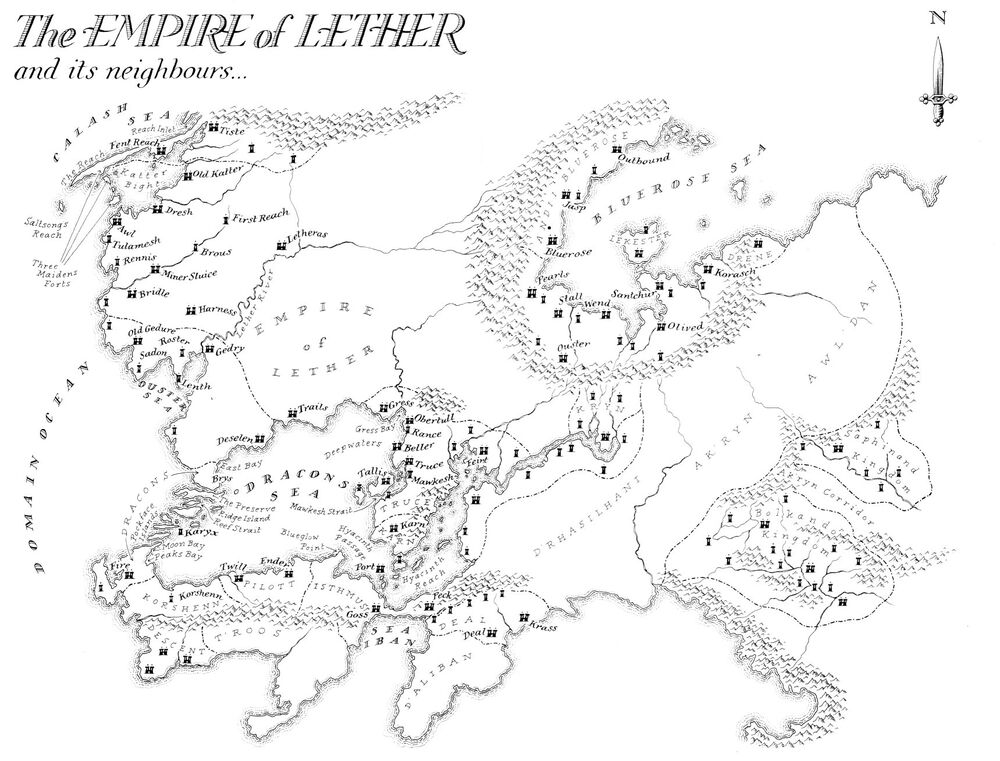 The EMPIRE of LETHER
and its neighbours...
N
CALASH SEA
Reach Inlet
The Reach
Fent Reach
Tiste
Katter Bight
Old Katter
Dresh
Saltsongs Reach
Three Maidens Forts
Awl
Tulamesh
Rennis
First Reach
Brous
Letheras
Miner Sluice
Bridle
Harness
Lether River
EMPIRE
of
LETHER
Old Gedure
Roster
Sadon
Gedry
Lenth
OUSTER SEA
DOMAIN OCEAN
Trails
Deselen
Gress
Gress Bay
Deepwaters
Obertull
Rance
Beller
Truce
Mawkesh
Feint
Tallis
East Bay
Brys
DRACONS SEA
DRACONS
The Preserve
Ridge Island
Reef Strait
Mawkesh Strait
TRUCE
Karn
Karyx
Moon Bay
Peaks Bay
Blueglow Point
Hyacinth Passage
Hyacinth Reach
Port
Fire
Twill
Ende
PILOTT ISTHMUS
KORSHENN
Korshenn
T'ROOS
Goss
Peck
SEA IBAN
DEAL
Deal
Krass
D'ALIBAN
BLUEROSE
Outbound
Jasp
BLUEROSE SEA
Bluerose
LEKESTER
DRENE
Korasch
Pearls
Stall
Wend
Santchur
Olived
Ouster
KRYN
AWL'DAN
AKRYN
DRHASILHANI
Saphinand Kingdom
Akryn Corridor
Bolkando Kingdom